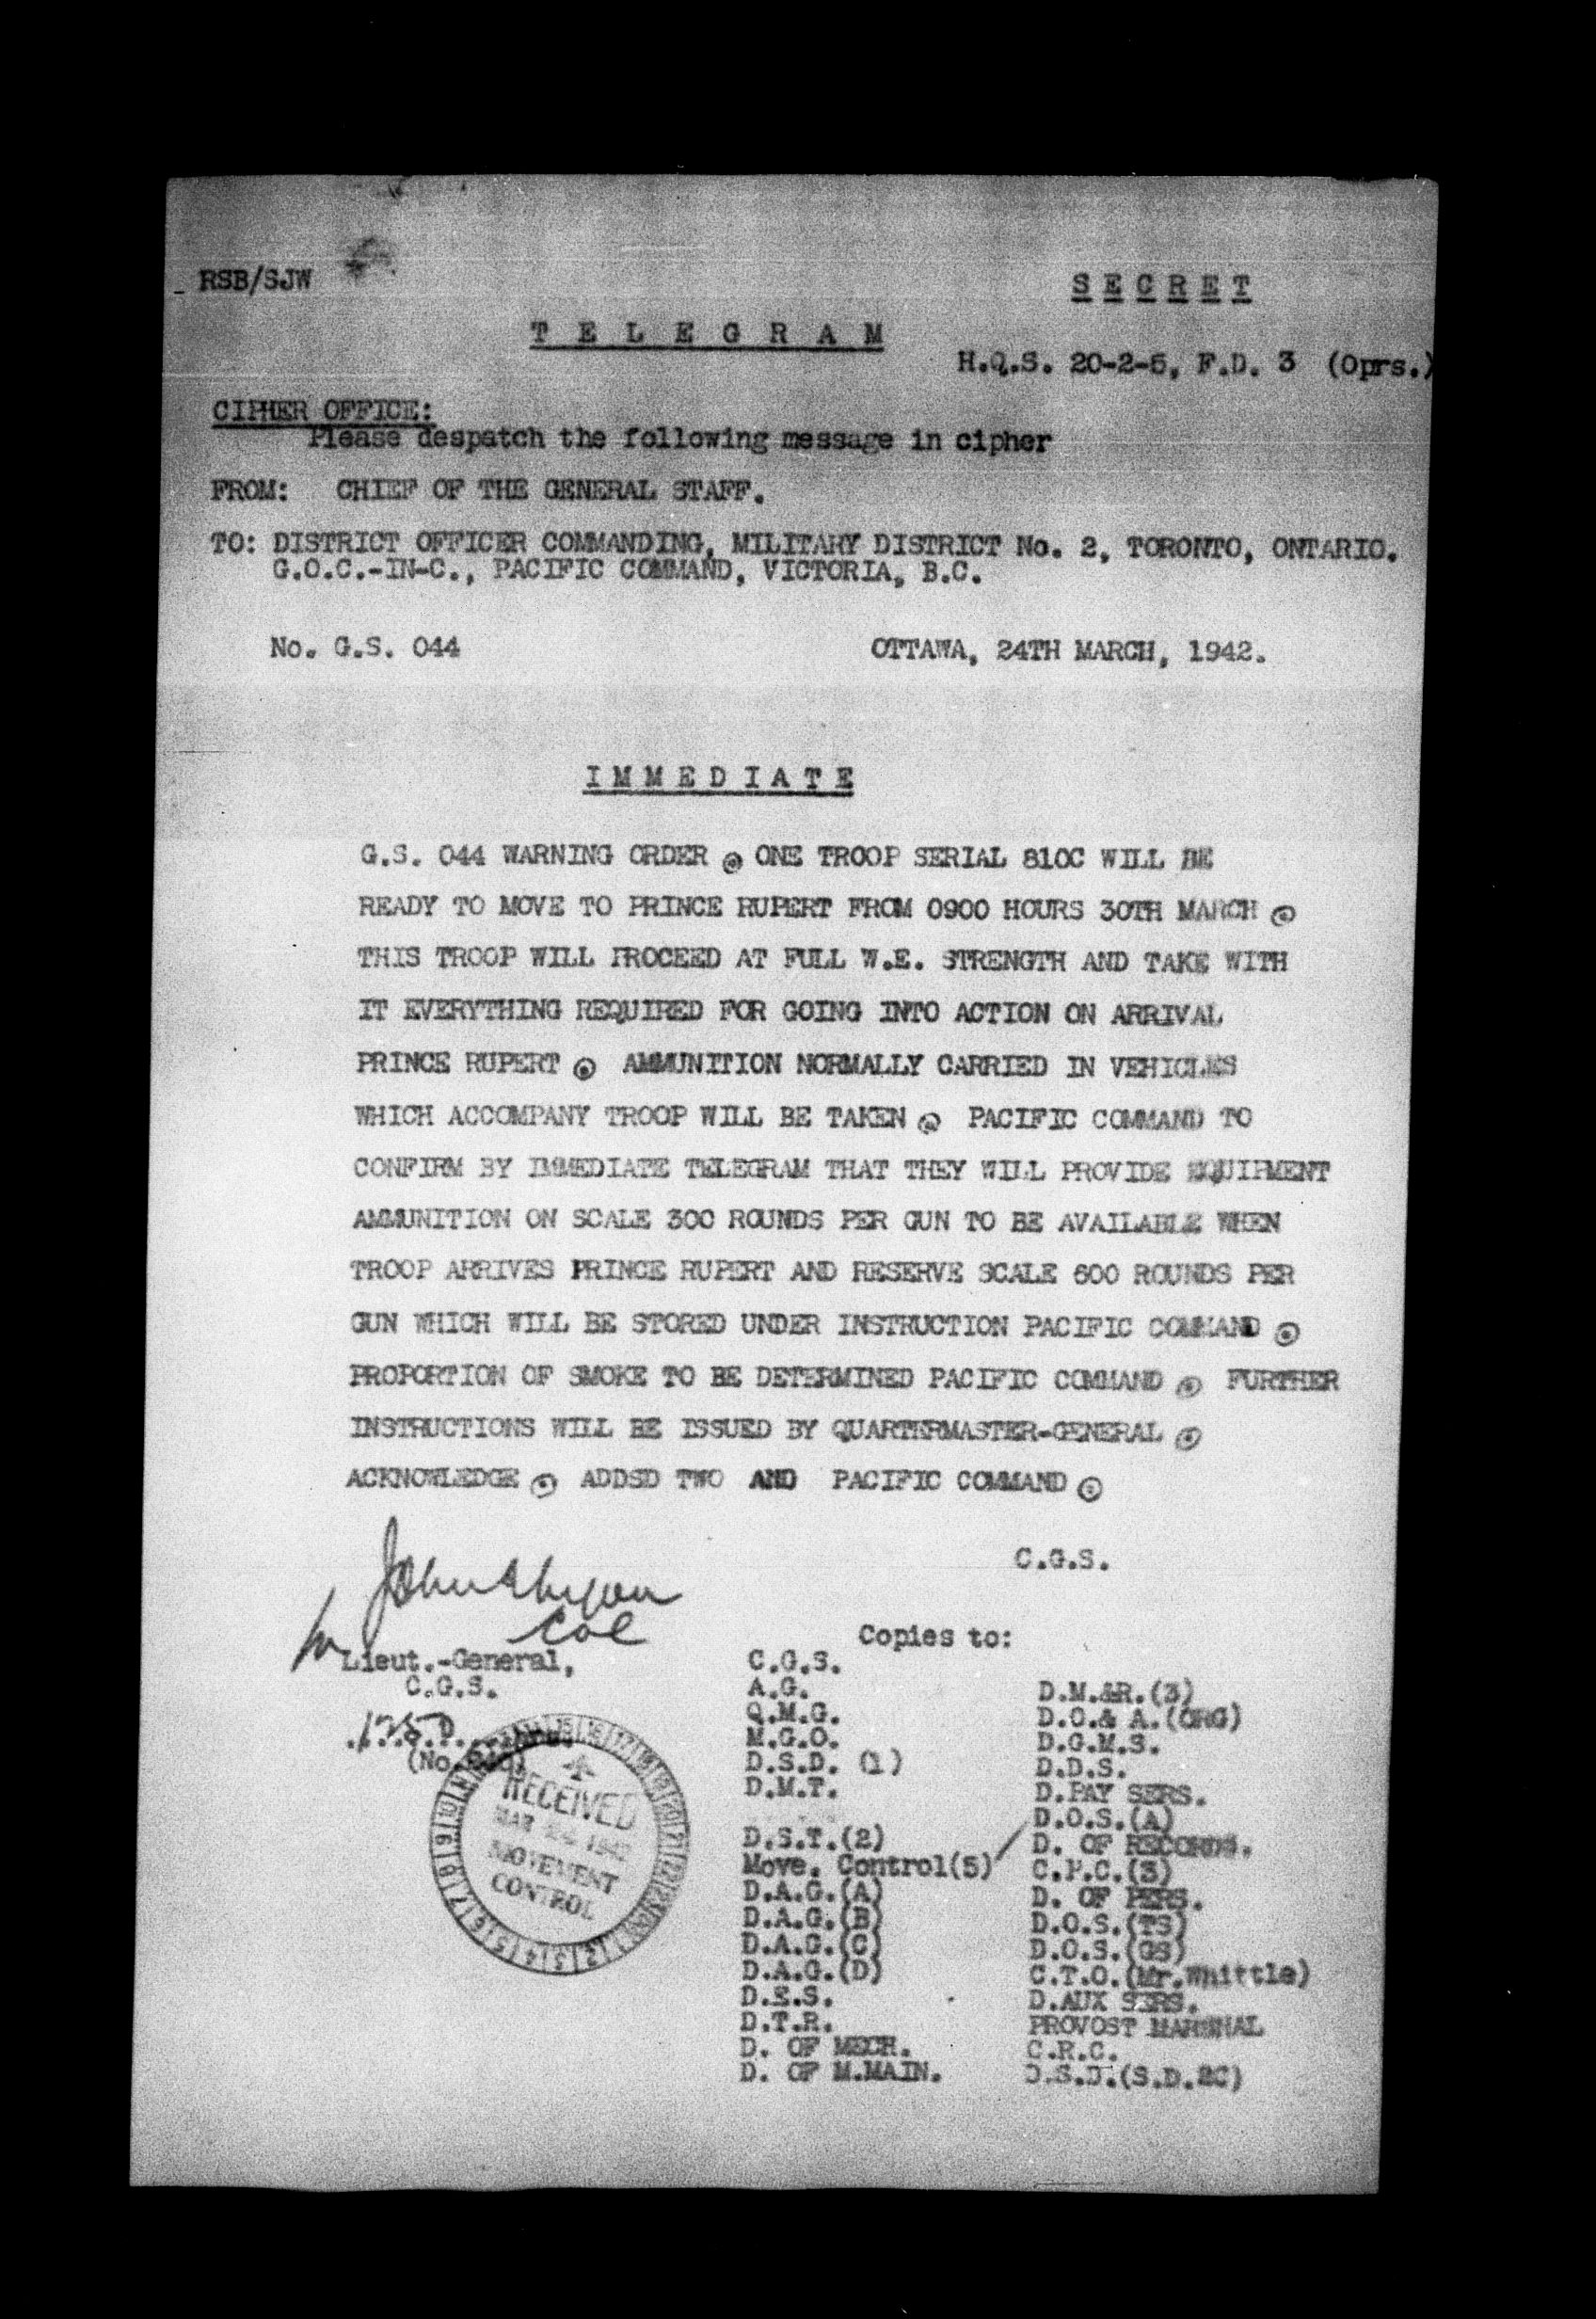 RSB/SJW
S E C R E T
T E L E G R A M
H.Q.S. 20-2-5, F.D. 3 (Oprs.)
CIPHER OFFICE:
Please despatch the following message in cipher
FROM: CHIEF OF THE GENERAL STAFF.
TO: DISTRICT OFFICER COMMANDING, MILITARY DISTRICT No. 2, TORONTO, ONTARIO.
G.O.C.-IN-C., PACIFIC COMMAND, VICTORIA, B.C.
No. G.S. 044 OTTAWA, 24TH MARCH, 1942.
I M M E D I A T E
G.S. 044 WARNING ORDER ⊙ ONE TROOP SERIAL 810C WILL BE
READY TO MOVE TO PRINCE RUPERT FROM 0900 HOURS 30TH MARCH ⊙
THIS TROOP WILL PROCEED AT FULL W.E. STRENGTH AND TAKE WITH
IT EVERYTHING REQUIRED FOR GOING INTO ACTION ON ARRIVAL
PRINCE RUPERT ⊙ AMMUNITION NORMALLY CARRIED IN VEHICLES
WHICH ACCOMPANY TROOP WILL BE TAKEN ⊙ PACIFIC COMMAND TO
CONFIRM BY IMMEDIATE TELEGRAM THAT THEY WILL PROVIDE EQUIPMENT
AMMUNITION ON SCALE 300 ROUNDS PER GUN TO BE AVAILABLE WHEN
TROOP ARRIVES PRINCE RUPERT AND RESERVE SCALE 600 ROUNDS PER
GUN WHICH WILL BE STORED UNDER INSTRUCTION PACIFIC COMMAND ⊙
PROPORTION OF SMOKE TO BE DETERMINED PACIFIC COMMAND ⊙ FURTHER
INSTRUCTIONS WILL BE ISSUED BY QUARTERMASTER-GENERAL ⊙
ACKNOWLEDGE ⊙ ADDSD TWO AND PACIFIC COMMAND ⊙
C.G.S.
John
Col
Lieut.-General,
C.G.S.
1750
RECEIVED
MAR 1942
MOVEMENT
CONTROL
Copies to:
C.G.S.
A.G.
Q.M.G.
M.G.O.
D.S.D. (1)
D.M.T.
D.S.T.(2)
Move. Control(5)
D.A.G.(A)
D.A.G.(B)
D.A.G.(C)
D.A.G.(D)
D.E.S.
D.T.R.
D. OF MECH.
D. OF M.MAIN.
D.M.&R.(3)
D.O.& A.(ORG)
D.G.M.S.
D.D.S.
D.PAY SERS.
D.O.S.(A)
D. OF RECORDS.
C.P.C.(3)
D. OF PERS.
D.O.S.(TS)
D.O.S.(GS)
C.T.O.(Mr.Whittle)
D.AUX SERS.
PROVOST MARSHAL
C.R.C.
D.S.D.(S.D.2C)